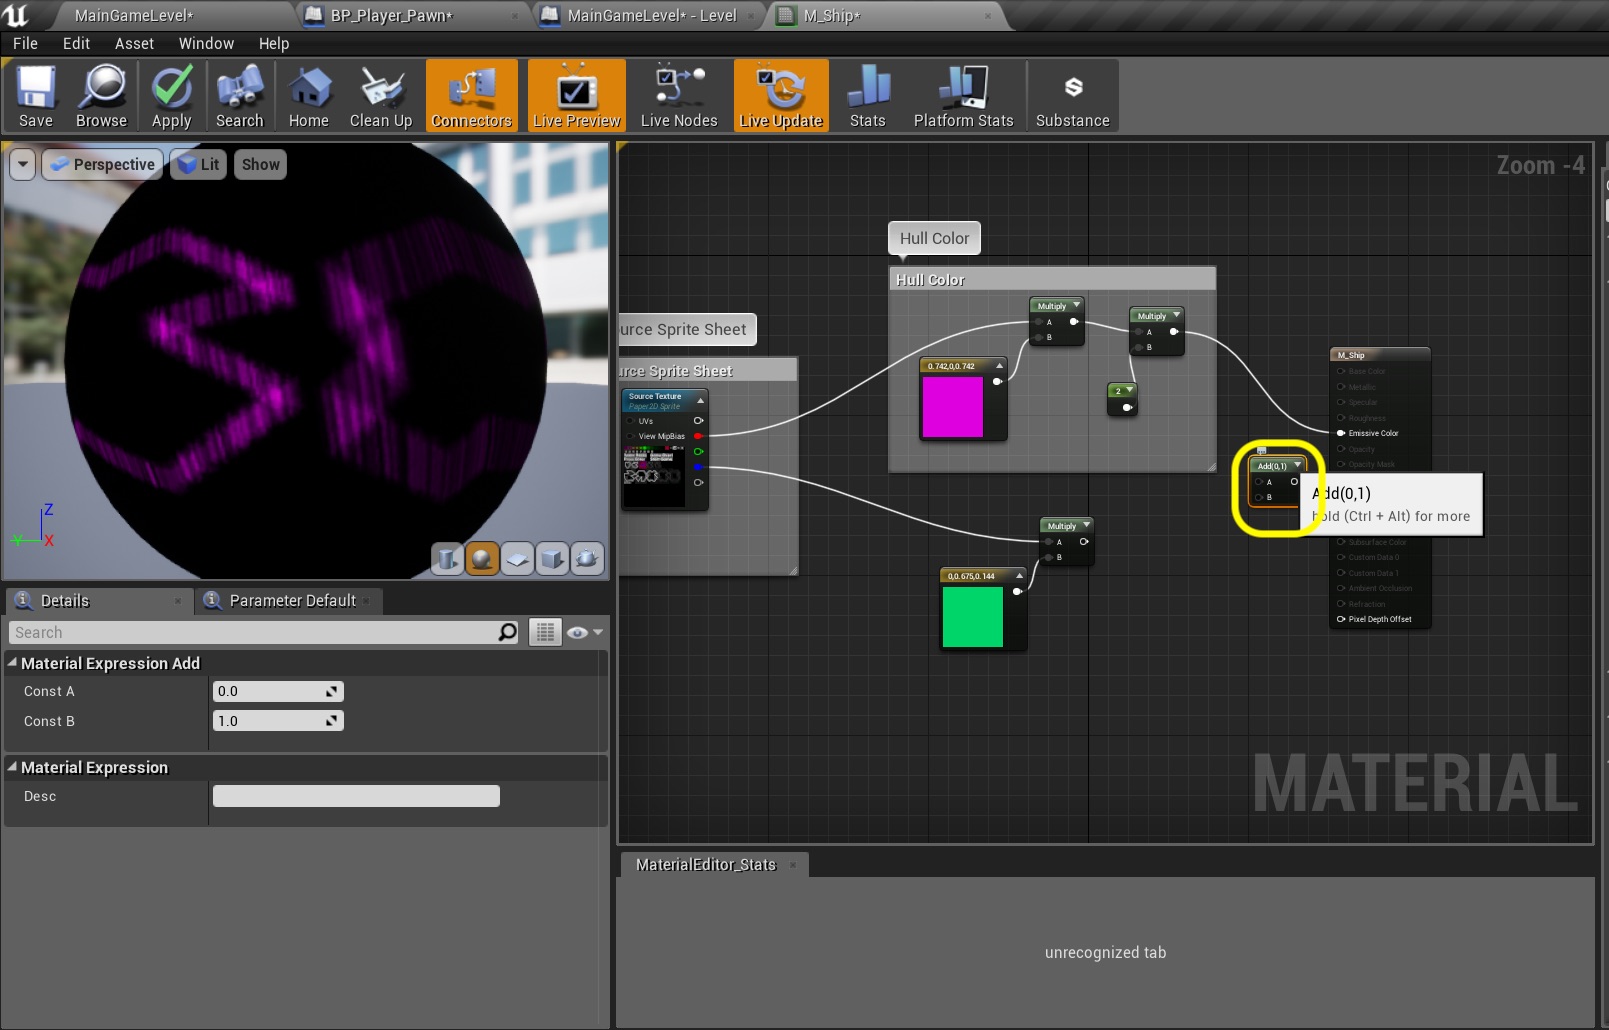 MainGameLevel*
BP_Player_Pawn*
MainGameLevel* - Level
M_Ship*
File Edit Asset Window Help
Save
Browse
Apply
Search
Home
Clean Up
Connectors
Live Preview
Live Nodes
Live Update
Stats
Platform Stats
Substance
Perspective
Lit
Show
Z
Y
X
Zoom -4
Hull Color
Hull Color
Multiply
A
B
Multiply
A
B
0.742,0,0.742
2
urce Sprite Sheet
urce Sprite Sheet
Source Texture
Paper2D Sprite
UVs
View MipBias
Multiply
A
B
0,0.675,0.144
Add(0,1)
A
B
Add(0,1)
hold (Ctrl + Alt) for more
M_Ship
Base Color
Metallic
Specular
Roughness
Emissive Color
Opacity
Opacity Mask
Subsurface Color
Custom Data 0
Custom Data 1
Ambient Occlusion
Refraction
Pixel Depth Offset
MATERIAL
Details
Parameter Default
Search
Material Expression Add
Const A 0.0
Const B 1.0
Material Expression
Desc
MaterialEditor_Stats
unrecognized tab